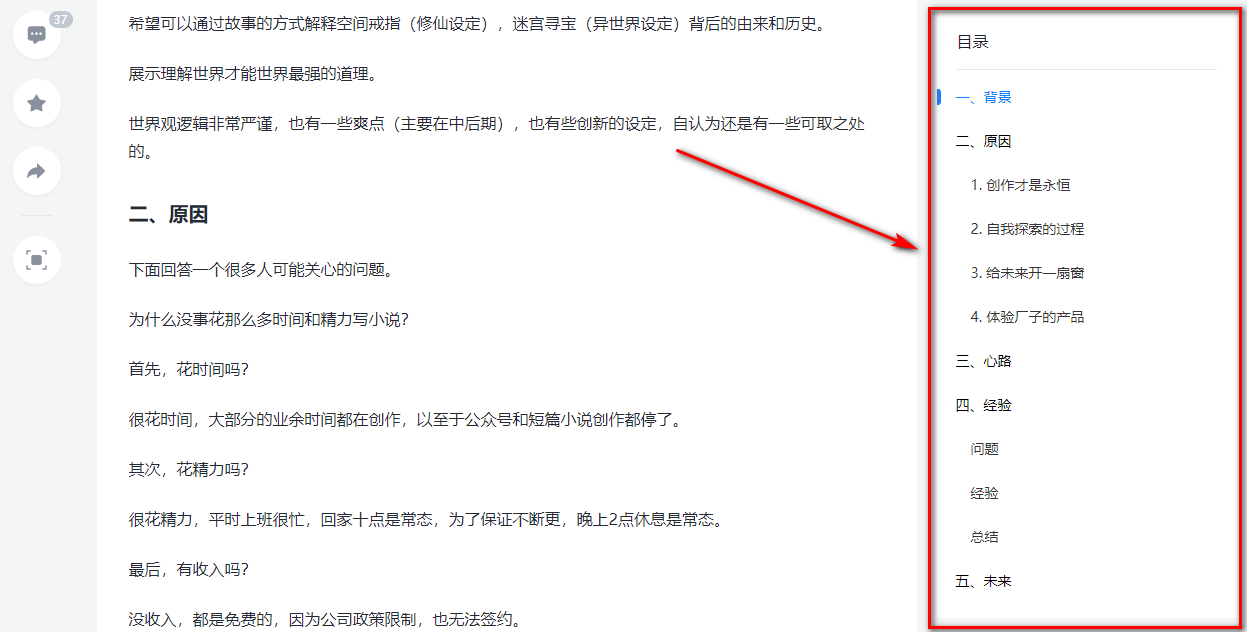 37
希望可以通过故事的方式解释空间戒指（修仙设定），迷宫寻宝（异世界设定）背后的由来和历史。
展示理解世界才能世界最强的道理。
世界观逻辑非常严谨，也有一些爽点（主要在中后期），也有些创新的设定，自认为还是有一些可取之处
的。
二、原因
下面回答一个很多人可能关心的问题。
为什么没事花那么多时间和精力写小说？
首先，花时间吗？
很花时间，大部分的业余时间都在创作，以至于公众号和短篇小说创作都停了。
其次，花精力吗？
很花精力，平时上班很忙，回家十点是常态，为了保证不断更，晚上2点休息是常态。
最后，有收入吗？
没收入，都是免费的，因为公司政策限制，也无法签约。
目录
一、背景
二、原因
1. 创作才是永恒
2. 自我探索的过程
3. 给未来开一扇窗
4. 体验厂子的产品
三、心路
四、经验
问题
经验
总结
五、未来